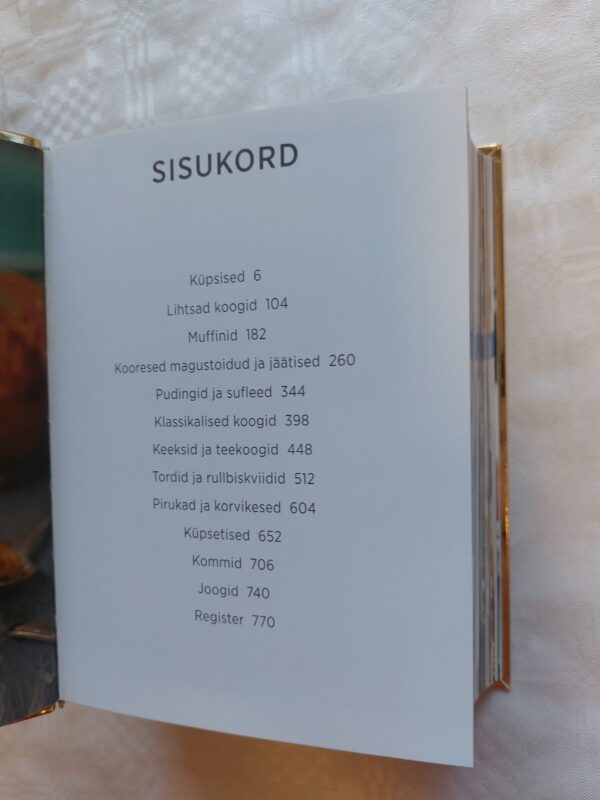 SISUKORD
Küpsised 6
Lihtsad koogid 104
Muffinid 182
Kooresed magustoidud ja jäätised 260
Pudingid ja sufleed 344
Klassikalised koogid 398
Keeksid ja teekoogid 448
Tordid ja rullbiskviidid 512
Pirukad ja korvikesed 604
Küpsetised 652
Kommid 706
Joogid 740
Register 770